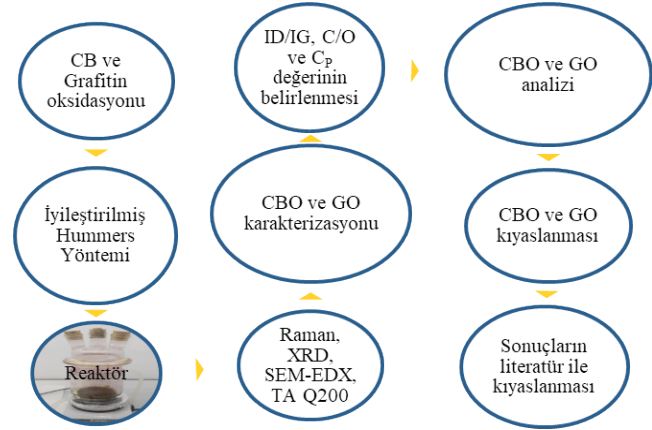 CB ve
Grafitin
oksidasyonu
İyileştirilmiş
Hummers
Yöntemi
Reaktör
Raman,
XRD,
SEM-EDX,
TA Q200
CBO ve GO
karakterizasyonu
ID/IG, C/O
ve C_P
değerinin
belirlenmesi
CBO ve GO
analizi
CBO ve GO
kıyaslanması
Sonuçların
literatür ile
kıyaslanması